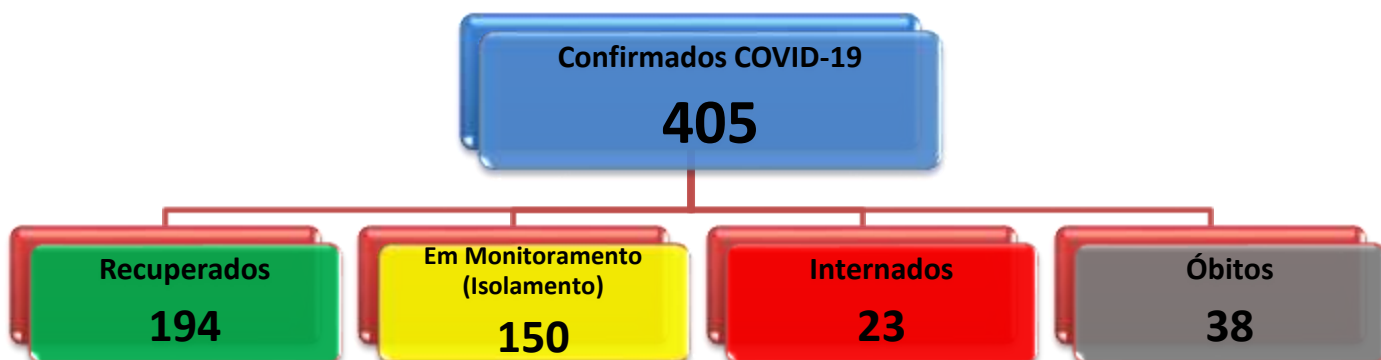 Confirmados COVID-19
405
Recuperados
194
Em Monitoramento
(Isolamento)
150
Internados
23
Óbitos
38